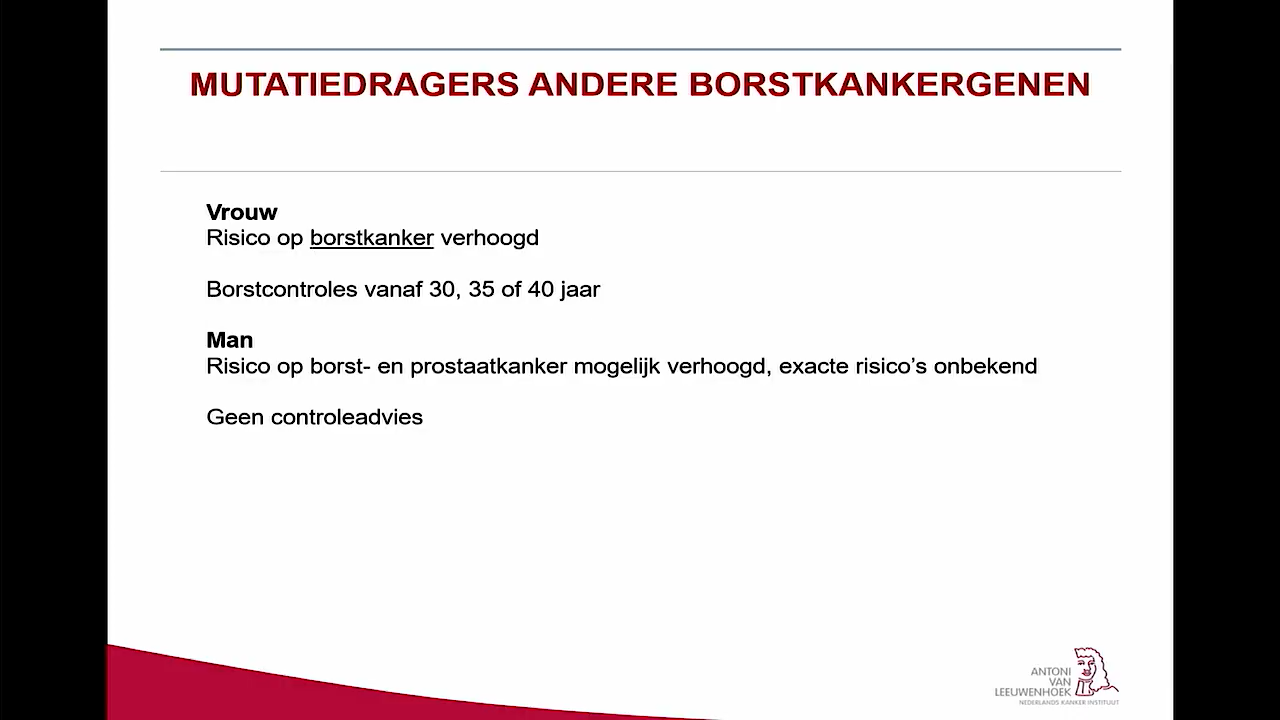 MUTATIEDRAGERS ANDERE BORSTKANKERGENEN
Vrouw
Risico op borstkanker verhoogd
Borstcontroles vanaf 30, 35 of 40 jaar
Man
Risico op borst- en prostaatkanker mogelijk verhoogd, exacte risico’s onbekend
Geen controleadvies
ANTONI
VAN
LEEUWENHOEK
NEDERLANDS KANKER INSTITUUT